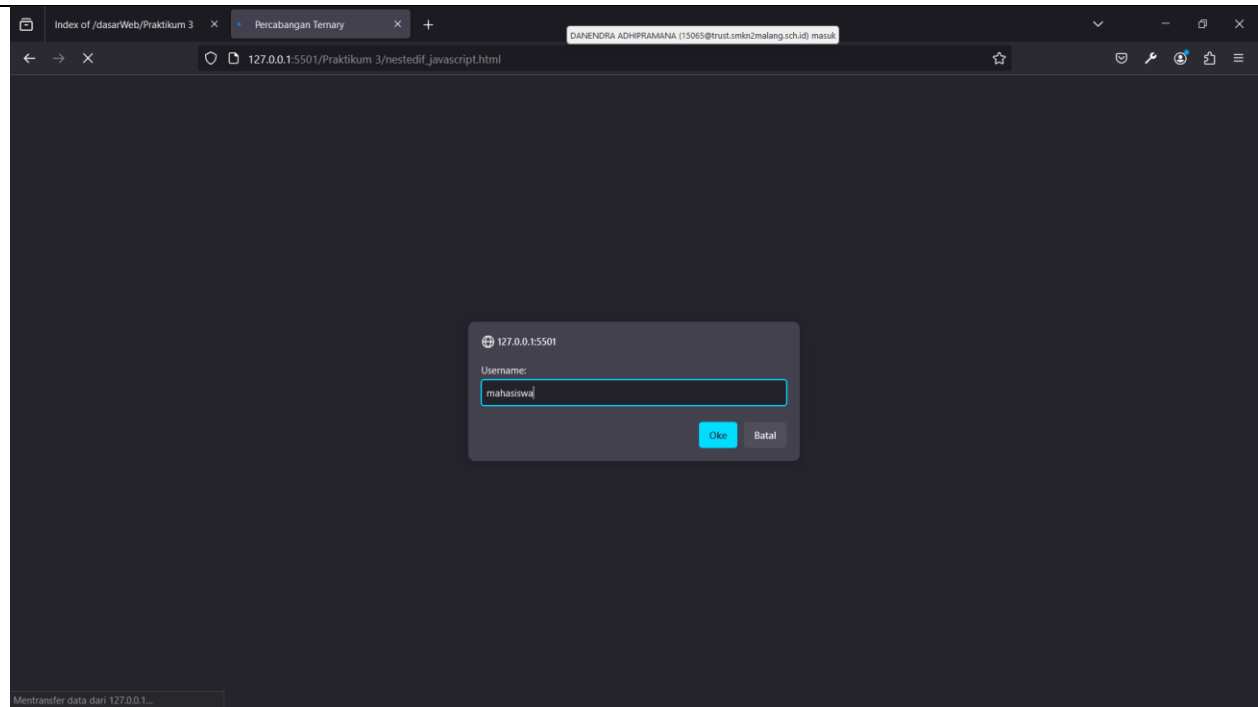 Index of /dasarWeb/Praktikum 3
Percabangan Ternary
DANENDRA ADHIPRAMANA (15065@trust.smkn2malang.sch.id) masuk
127.0.0.1:5501/Praktikum 3/nestedif_javascript.html
127.0.0.1:5501
Username:
mahasiswa
Oke Batal
Mentransfer data dari 127.0.0.1...